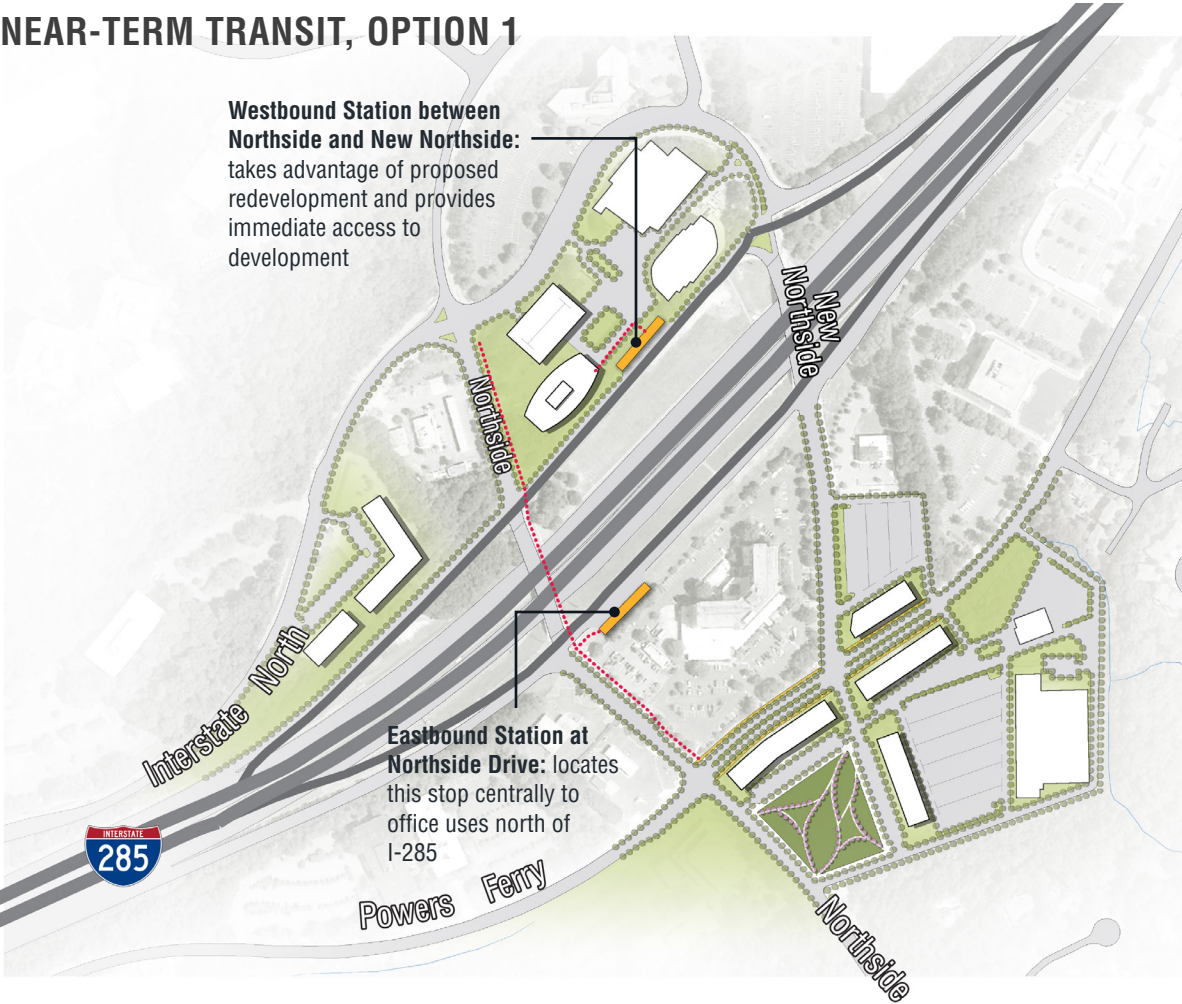 NEAR-TERM TRANSIT, OPTION 1
Westbound Station between
Northside and New Northside:
takes advantage of proposed
redevelopment and provides
immediate access to
development
New
Northside
Northside
Interstate North
Eastbound Station at
Northside Drive: locates
this stop centrally to
office uses north of
I-285
INTERSTATE
285
Powers Ferry
Northside